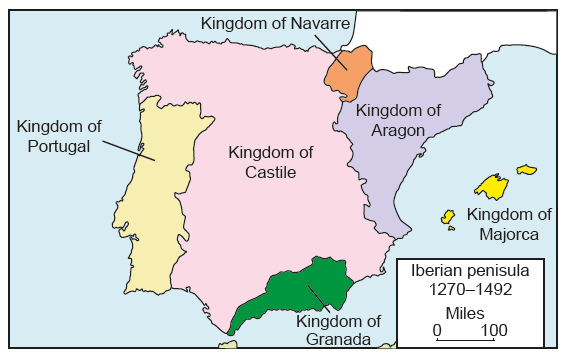 Kingdom of Navarre
Kingdom of
Aragon
Kingdom of
Portugal
Kingdom of
Castile
Kingdom of
Majorca
Kingdom of
Granada
Iberian penisula
1270–1492
Miles
0 100